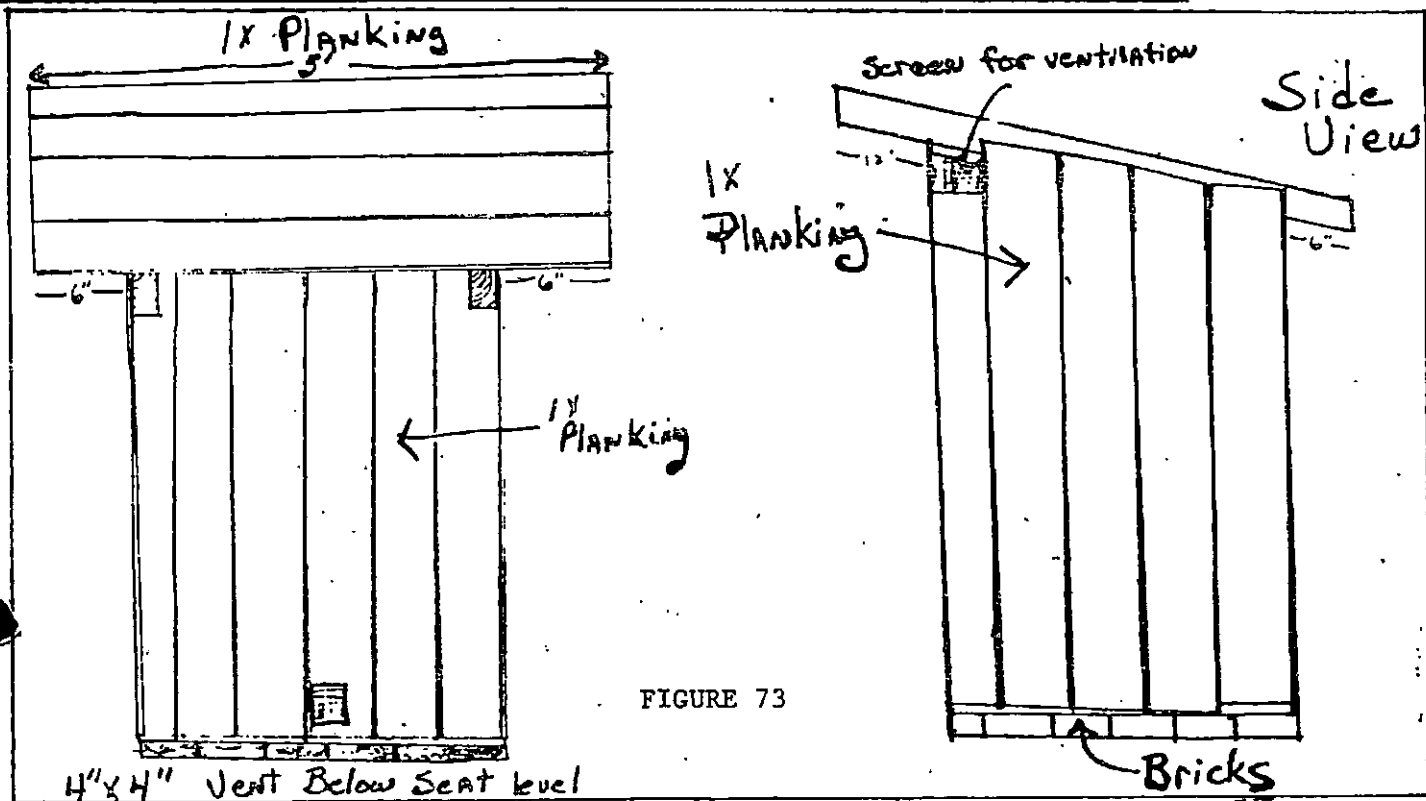 1x Planking
5'
6"
6"
1x
Planking
4"x4" Vent Below Seat level
FIGURE 73
Screen for ventilation
Side
View
12"
1x
Planking
6"
Bricks